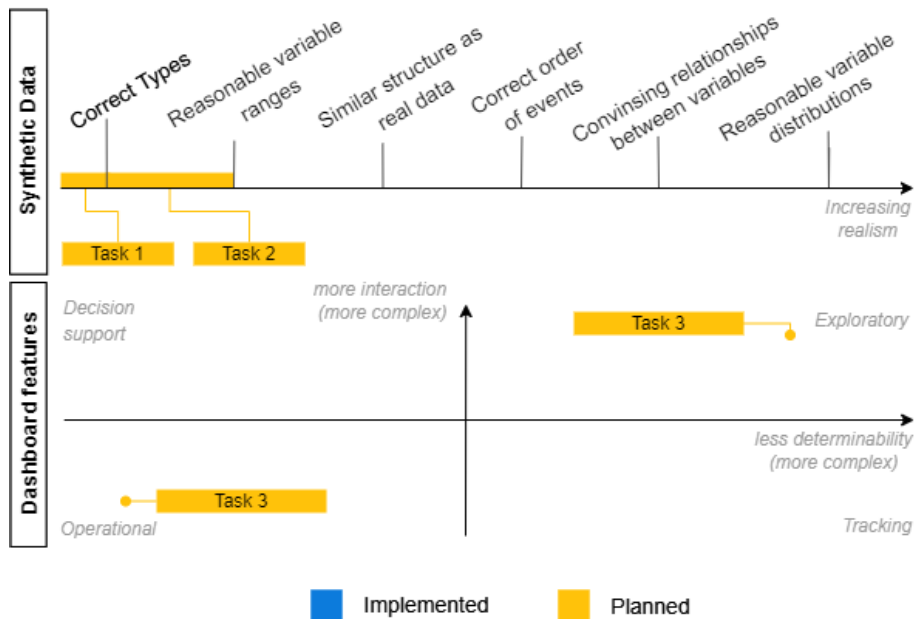 Synthetic Data
Correct Types
Reasonable variable
ranges
Similar structure as
real data
Correct order
of events
Convinsing relationships
between variables
Reasonable variable
distributions
Increasing
realism
Task 1
Task 2
Dashboard features
Decision
support
more interaction
(more complex)
Task 3
Exploratory
less determinability
(more complex)
Task 3
Operational
Tracking
Implemented
Planned